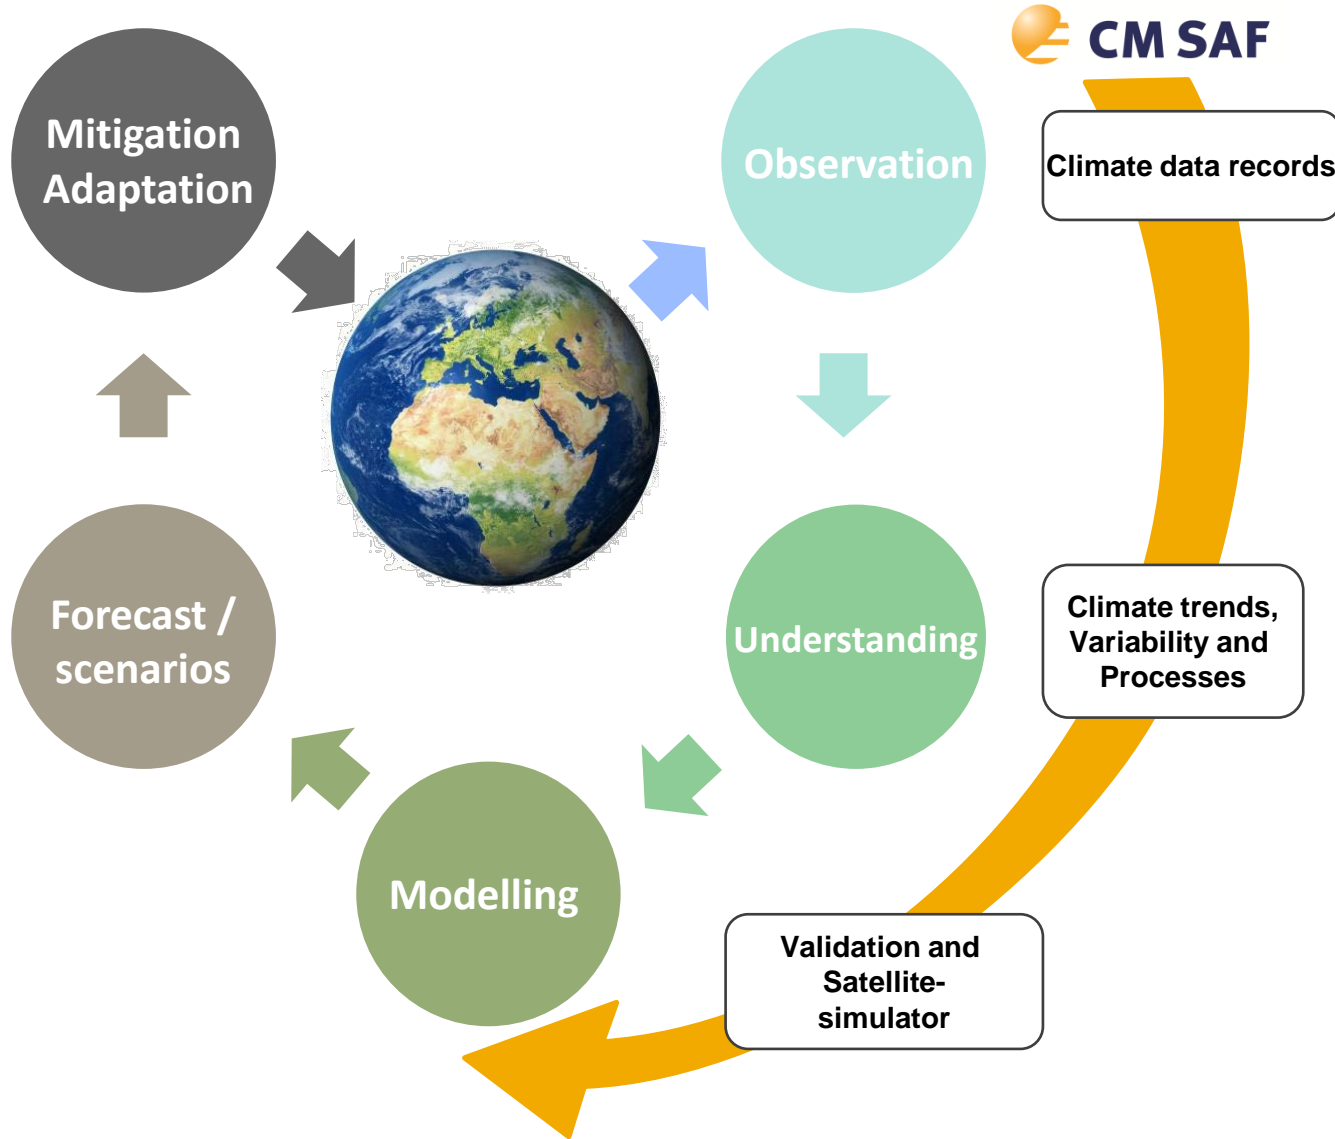 CM SAF
Mitigation
Adaptation
Observation
Climate data records
Forecast /
scenarios
Understanding
Climate trends,
Variability and
Processes
Modelling
Validation and
Satellite-
simulator